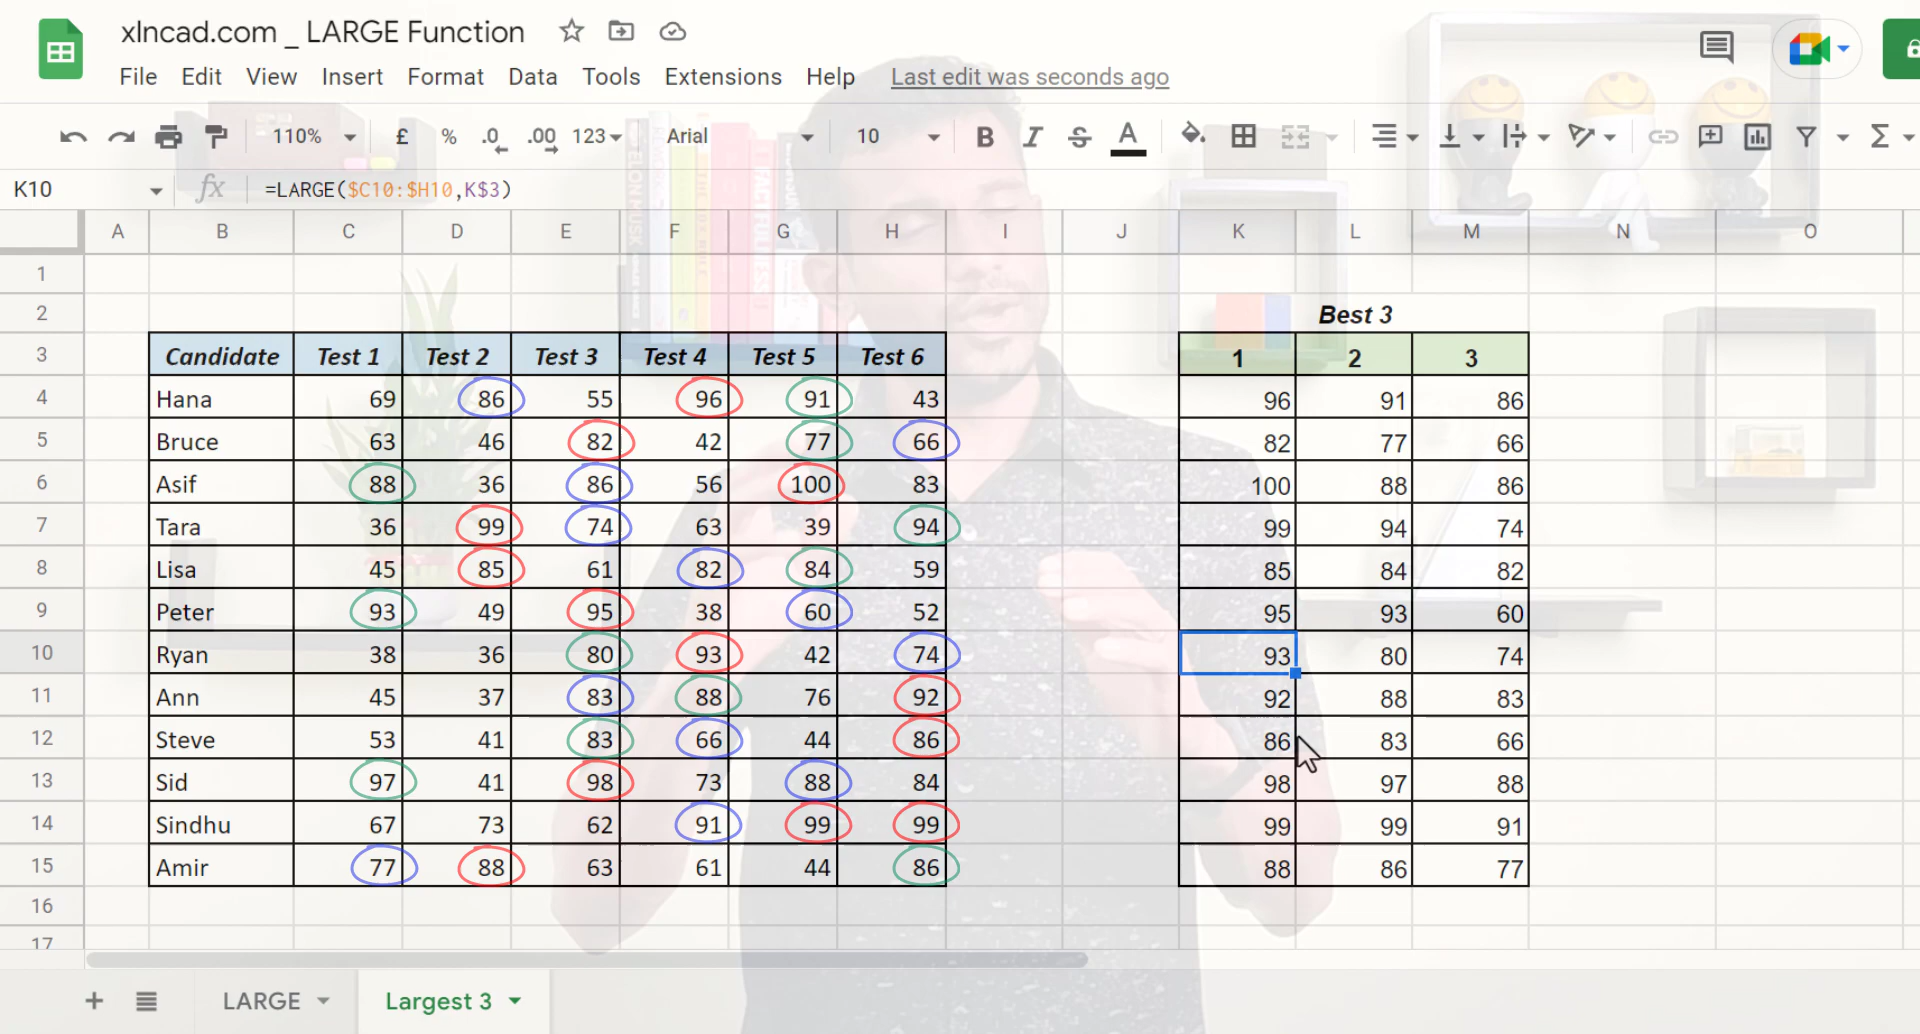 xlncad.com _ LARGE Function
File Edit View Insert Format Data Tools Extensions Help Last edit was seconds ago
110% £ % .0 .00 123 Arial 10 B I S A Σ
K10 fx =LARGE($C10:$H10,K$3)
A B C D E F G H I J K L M N O
1
2 Best 3
3 Candidate Test 1 Test 2 Test 3 Test 4 Test 5 Test 6 1 2 3
4 Hana 69 86 55 96 91 43 96 91 86
5 Bruce 63 46 82 42 77 66 82 77 66
6 Asif 88 36 86 56 100 83 100 88 86
7 Tara 36 99 74 63 39 94 99 94 74
8 Lisa 45 85 61 82 84 59 85 84 82
9 Peter 93 49 95 38 60 52 95 93 60
10 Ryan 38 36 80 93 42 74 93 80 74
11 Ann 45 37 83 88 76 92 92 88 83
12 Steve 53 41 83 66 44 86 86 83 66
13 Sid 97 41 98 73 88 84 98 97 88
14 Sindhu 67 73 62 91 99 99 99 99 91
15 Amir 77 88 63 61 44 86 88 86 77
16
17
+ LARGE Largest 3